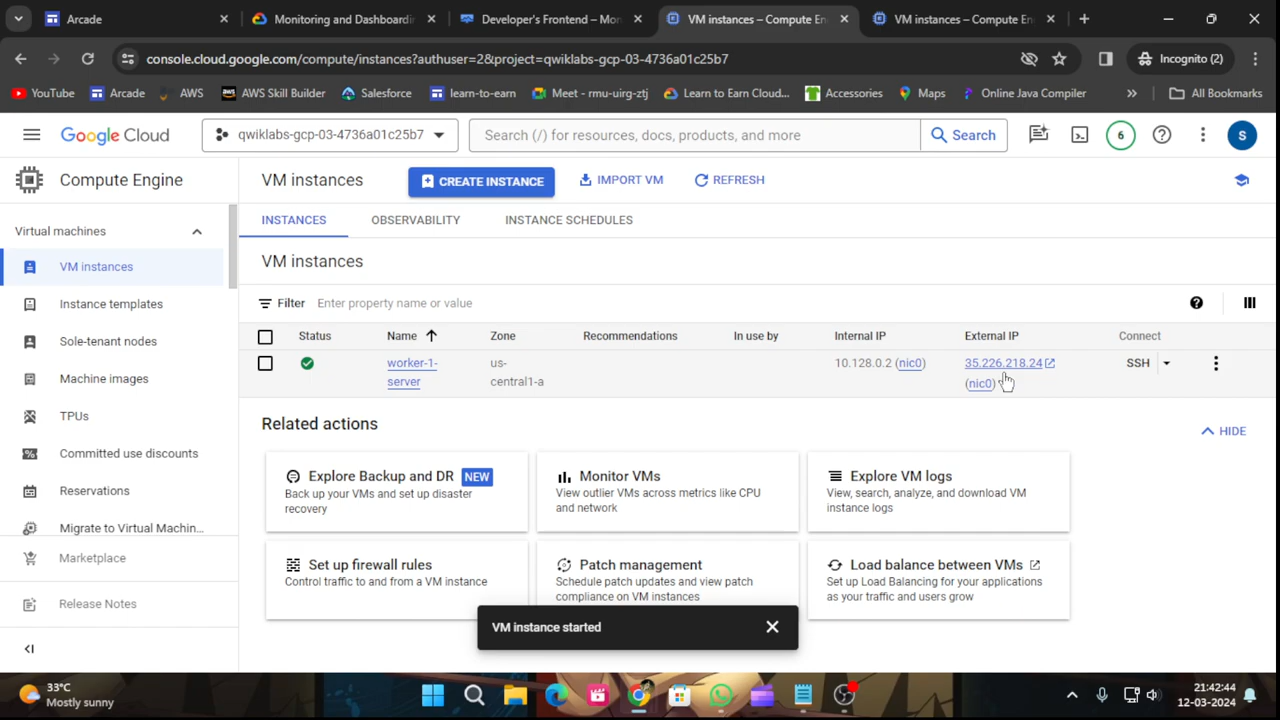 Arcade
Monitoring and Dashboardin
Developer's Frontend – Mon
VM instances – Compute En
VM instances – Compute En
console.cloud.google.com/compute/instances?authuser=2&project=qwiklabs-gcp-03-4736a01c25b7
Incognito (2)
YouTube
Arcade
AWS
AWS Skill Builder
Salesforce
learn-to-earn
Meet - rmu-uirg-ztj
Learn to Earn Cloud...
Accessories
Maps
Online Java Compiler
»
All Bookmarks
Google Cloud
qwiklabs-gcp-03-4736a01c25b7
Search (/) for resources, docs, products, and more
Search
6
S
Compute Engine
VM instances
CREATE INSTANCE
IMPORT VM
REFRESH
Virtual machines
VM instances
Instance templates
Sole-tenant nodes
Machine images
TPUs
Committed use discounts
Reservations
Migrate to Virtual Machin...
Marketplace
Release Notes
INSTANCES
OBSERVABILITY
INSTANCE SCHEDULES
VM instances
Filter Enter property name or value
Status Name Zone Recommendations In use by Internal IP External IP Connect
worker-1- us- 10.128.0.2 (nic0) 35.226.218.24 SSH
server central1-a (nic0)
Related actions
HIDE
Explore Backup and DR NEW
Back up your VMs and set up disaster
recovery
Monitor VMs
View outlier VMs across metrics like CPU
and network
Explore VM logs
View, search, analyze, and download VM
instance logs
Set up firewall rules
Control traffic to and from a VM instance
Patch management
Schedule patch updates and view patch
compliance on VM instances
Load balance between VMs
Set up Load Balancing for your applications
as your traffic and users grow
VM instance started
33°C
Mostly sunny
21:42:44
12-03-2024